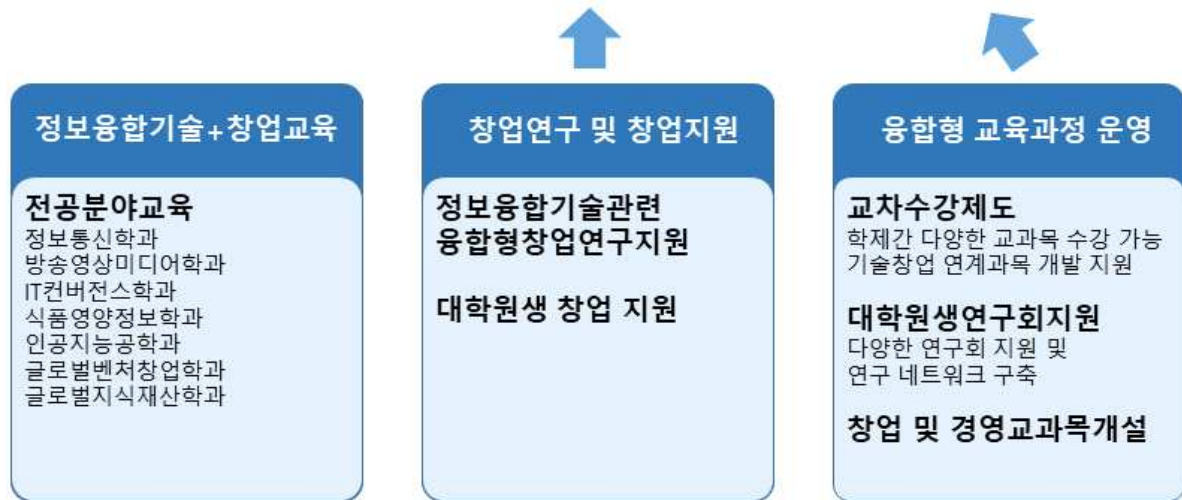 정보융합기술+창업교육
전공분야교육
정보통신학과
방송영상미디어학과
IT컨버전스학과
식품영양정보학과
인공지능공학과
글로벌벤처창업학과
글로벌지식재산학과
창업연구 및 창업지원
정보융합기술관련
융합형창업연구지원
대학원생 창업 지원
융합형 교육과정 운영
교차수강제도
학제간 다양한 교과목 수강 가능
기술창업 연계과목 개발 지원
대학원생연구회지원
다양한 연구회 지원 및
연구 네트워크 구축
창업 및 경영교과목개설